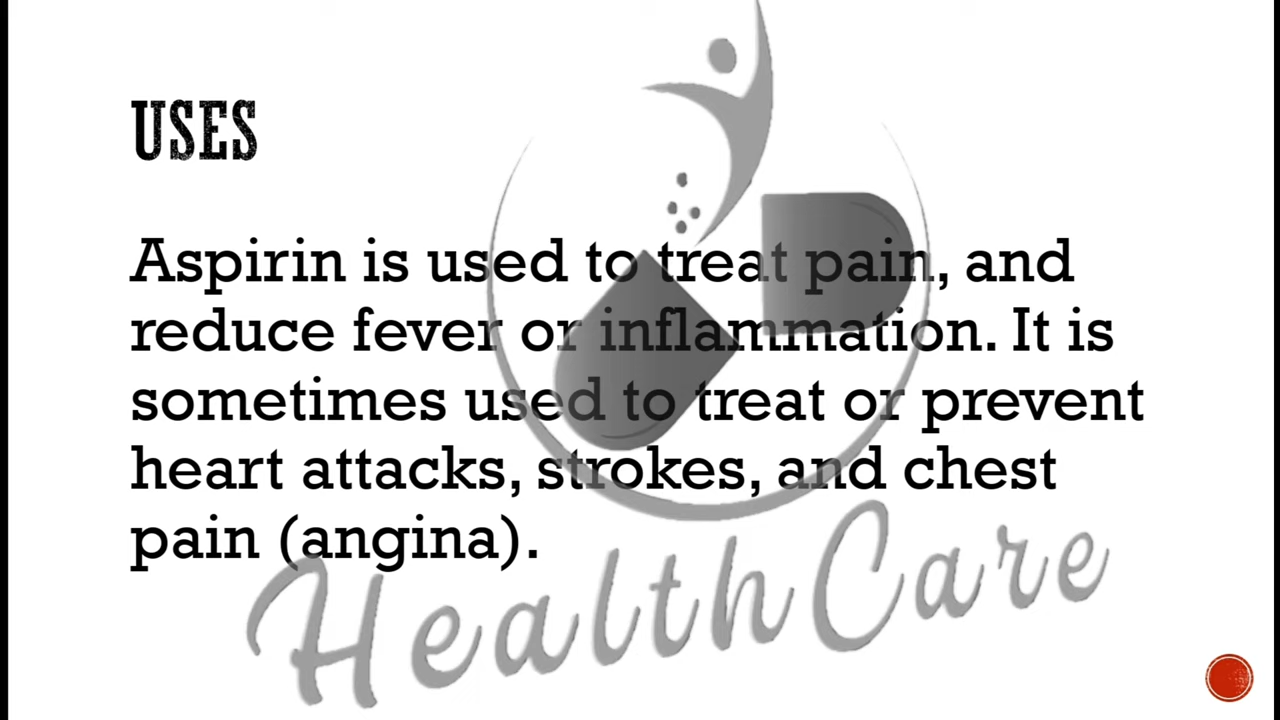 USES
Aspirin is used to treat pain, and
reduce fever or inflammation. It is
sometimes used to treat or prevent
heart attacks, strokes, and chest
pain (angina).
HealthCare